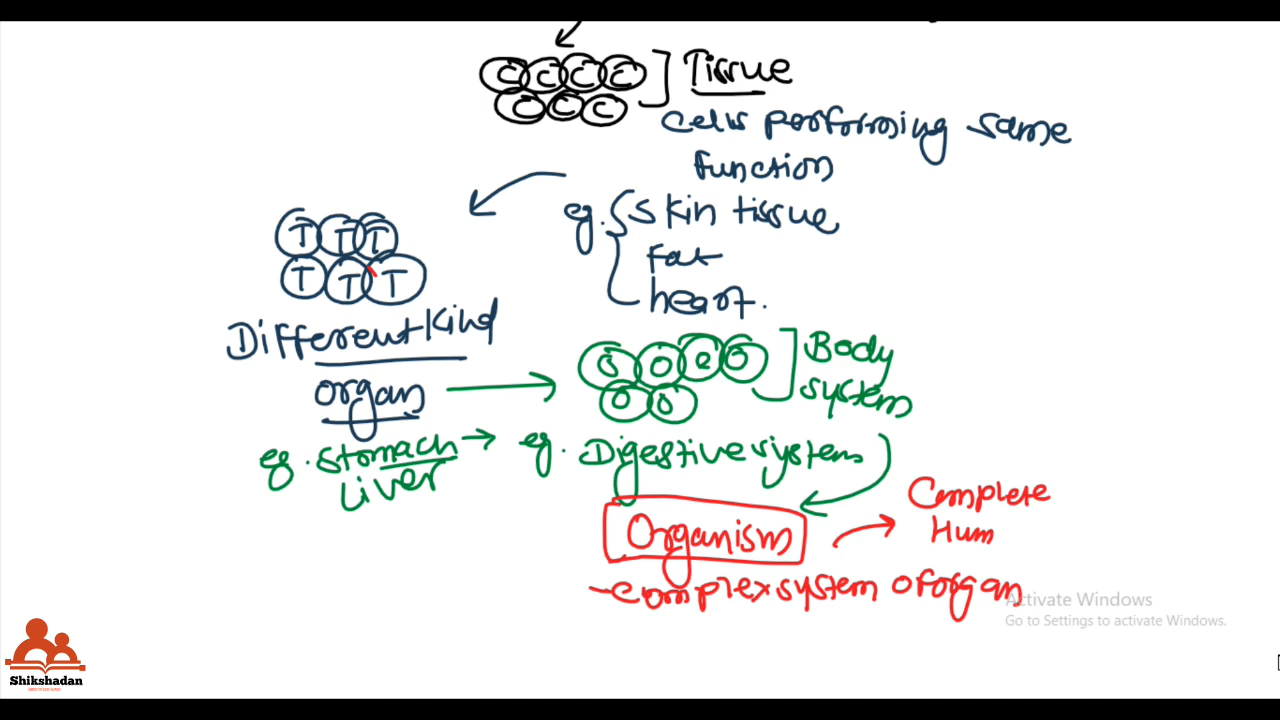 C C C C
C C C
Tissue
cells performing same
function
eg. skin tissue
fat
heart.
T T T
T T T
Different kind
organ
eg. stomach
Liver
O O O O
O O
Body
system
eg. Digestive system
Organism
Complete
Hum
- complex system of organ
Activate Windows
Go to Settings to activate Windows.
Shikshadan